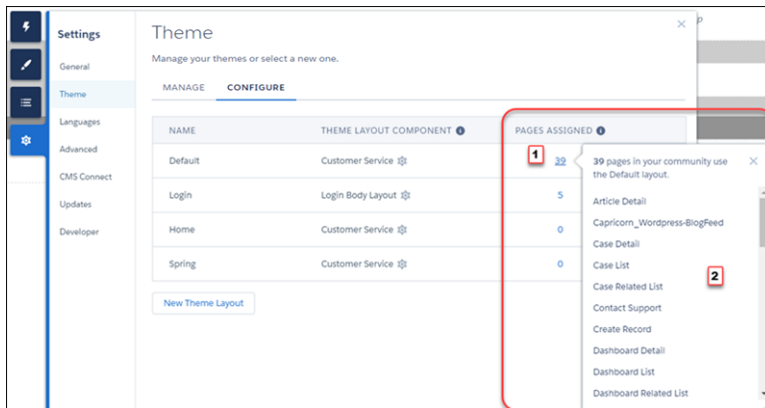 Settings
General
Theme
Languages
Advanced
CMS Connect
Updates
Developer
Theme
Manage your themes or select a new one.
MANAGE CONFIGURE
NAME THEME LAYOUT COMPONENT PAGES ASSIGNED
Default Customer Service 1 39
Login Login Body Layout 5
Home Customer Service 0
Spring Customer Service 0
New Theme Layout
39 pages in your community use
the Default layout.
Article Detail
Capricorn_Wordpress-BlogFeed
Case Detail
Case List
2
Case Related List
Contact Support
Create Record
Dashboard Detail
Dashboard List
Dashboard Related List